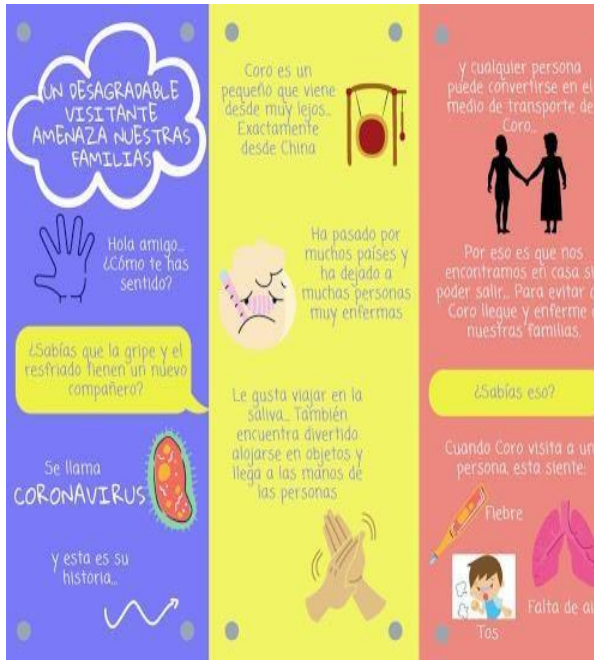 UN DESAGRADABLE
VISITANTE
AMENAZA NUESTRAS
FAMILIAS
Hola amigo...
¿Cómo te has
sentido?
¿Sabías que la gripe y el
resfriado tienen un nuevo
compañero?
Se llama
CORONAVIRUS
y esta es su
historia...
Coro es un
pequeño que viene
desde muy lejos...
Exactamente
desde China
Ha pasado por
muchos países y
ha dejado a
muchas personas
muy enfermas
Le gusta viajar en la
saliva... También
encuentra divertido
alojarse en objetos y
llega a las manos de
las personas
y cualquier persona
puede convertirse en el
medio de transporte de
Coro...
Por eso es que nos
encontramos en casa
poder salir... Para evitar
Coro llegue y enferme
nuestras familias.
¿Sabías eso?
Cuando Coro visita a
persona, esta siente:
Fiebre
Tos
Falta de